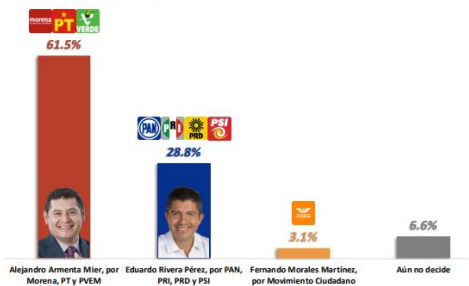 morena
PT
VERDE
61.5%
PAN
PRI
PRD
PSI
28.8%
3.1%
6.6%
Alejandro Armenta Mier, por
Morena, PT y PVEM
Eduardo Rivera Pérez, por PAN,
PRI, PRD y PSI
Fernando Morales Martínez,
por Movimiento Ciudadano
Aún no decide